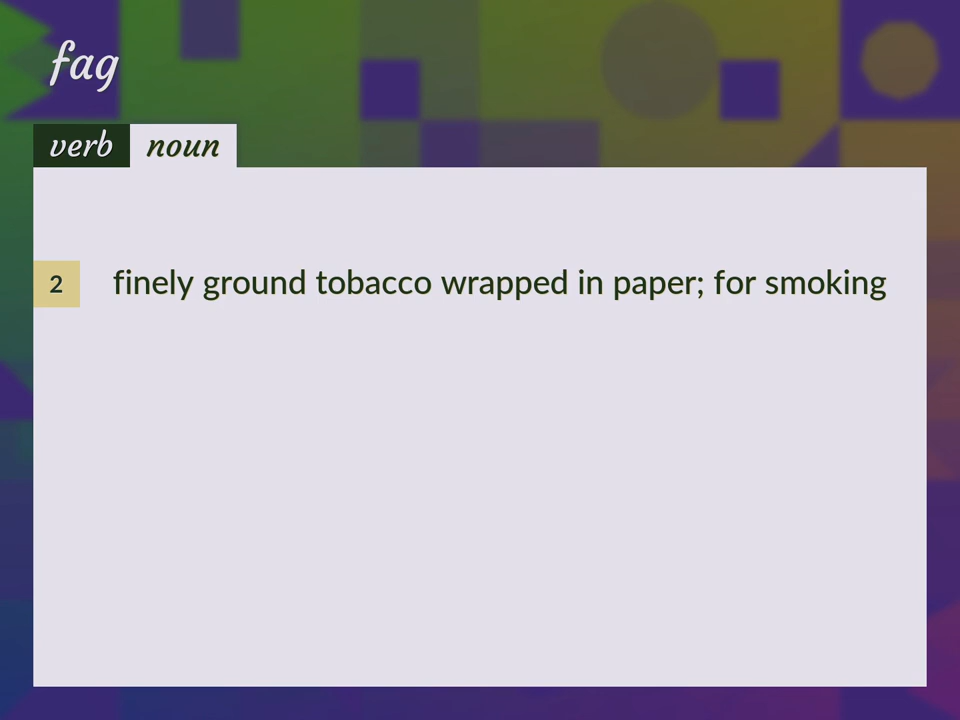 fag
verb noun
2 finely ground tobacco wrapped in paper; for smoking